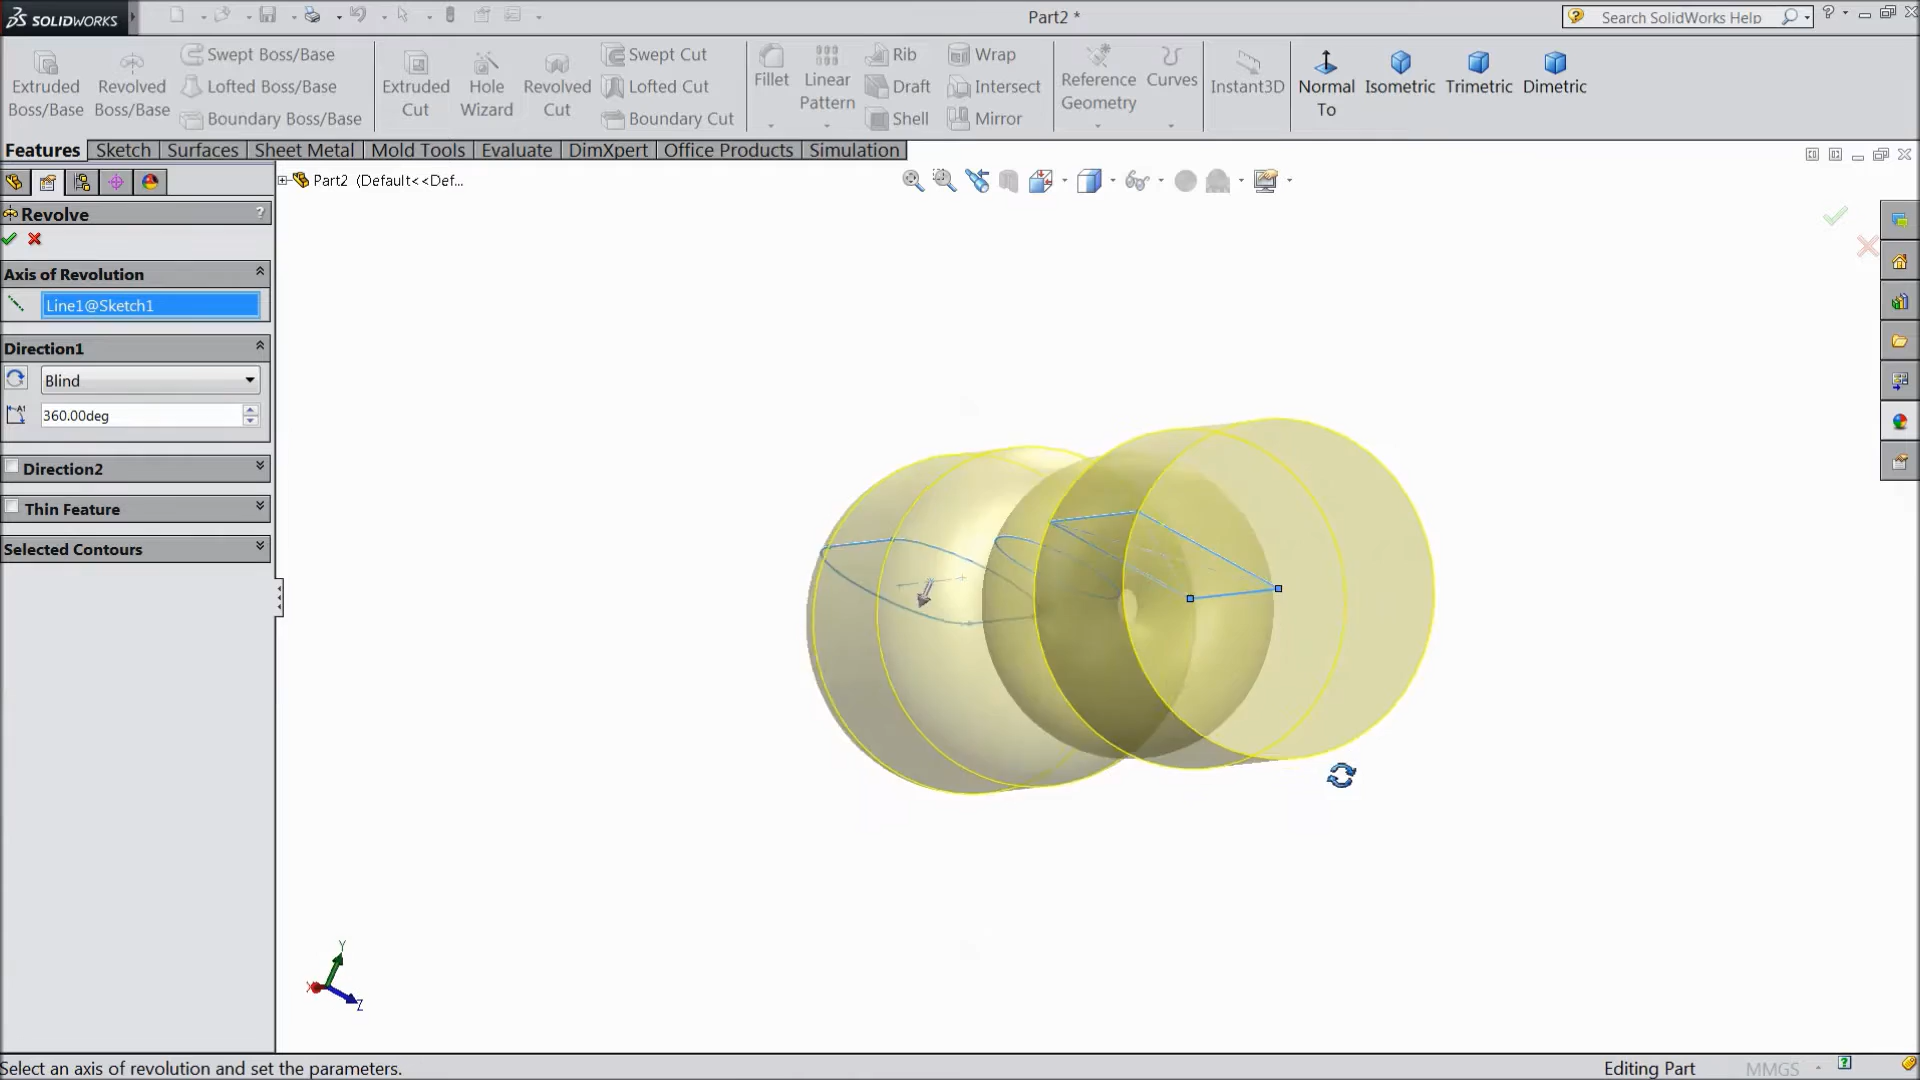 SOLIDWORKS
Part2 *
Search SolidWorks Help
Extruded Boss/Base
Revolved Boss/Base
Swept Boss/Base
Lofted Boss/Base
Boundary Boss/Base
Extruded Cut
Hole Wizard
Revolved Cut
Swept Cut
Lofted Cut
Boundary Cut
Fillet
Linear Pattern
Rib
Draft
Shell
Wrap
Intersect
Mirror
Reference Geometry
Curves
Instant3D
Normal To
Isometric
Trimetric
Dimetric
Features
Sketch
Surfaces
Sheet Metal
Mold Tools
Evaluate
DimXpert
Office Products
Simulation
Part2 (Default<<Def...
Revolve
?
Axis of Revolution
Line1@Sketch1
Direction1
Blind
360.00deg
Direction2
Thin Feature
Selected Contours
Y
X
Z
Select an axis of revolution and set the parameters.
Editing Part
MMGS